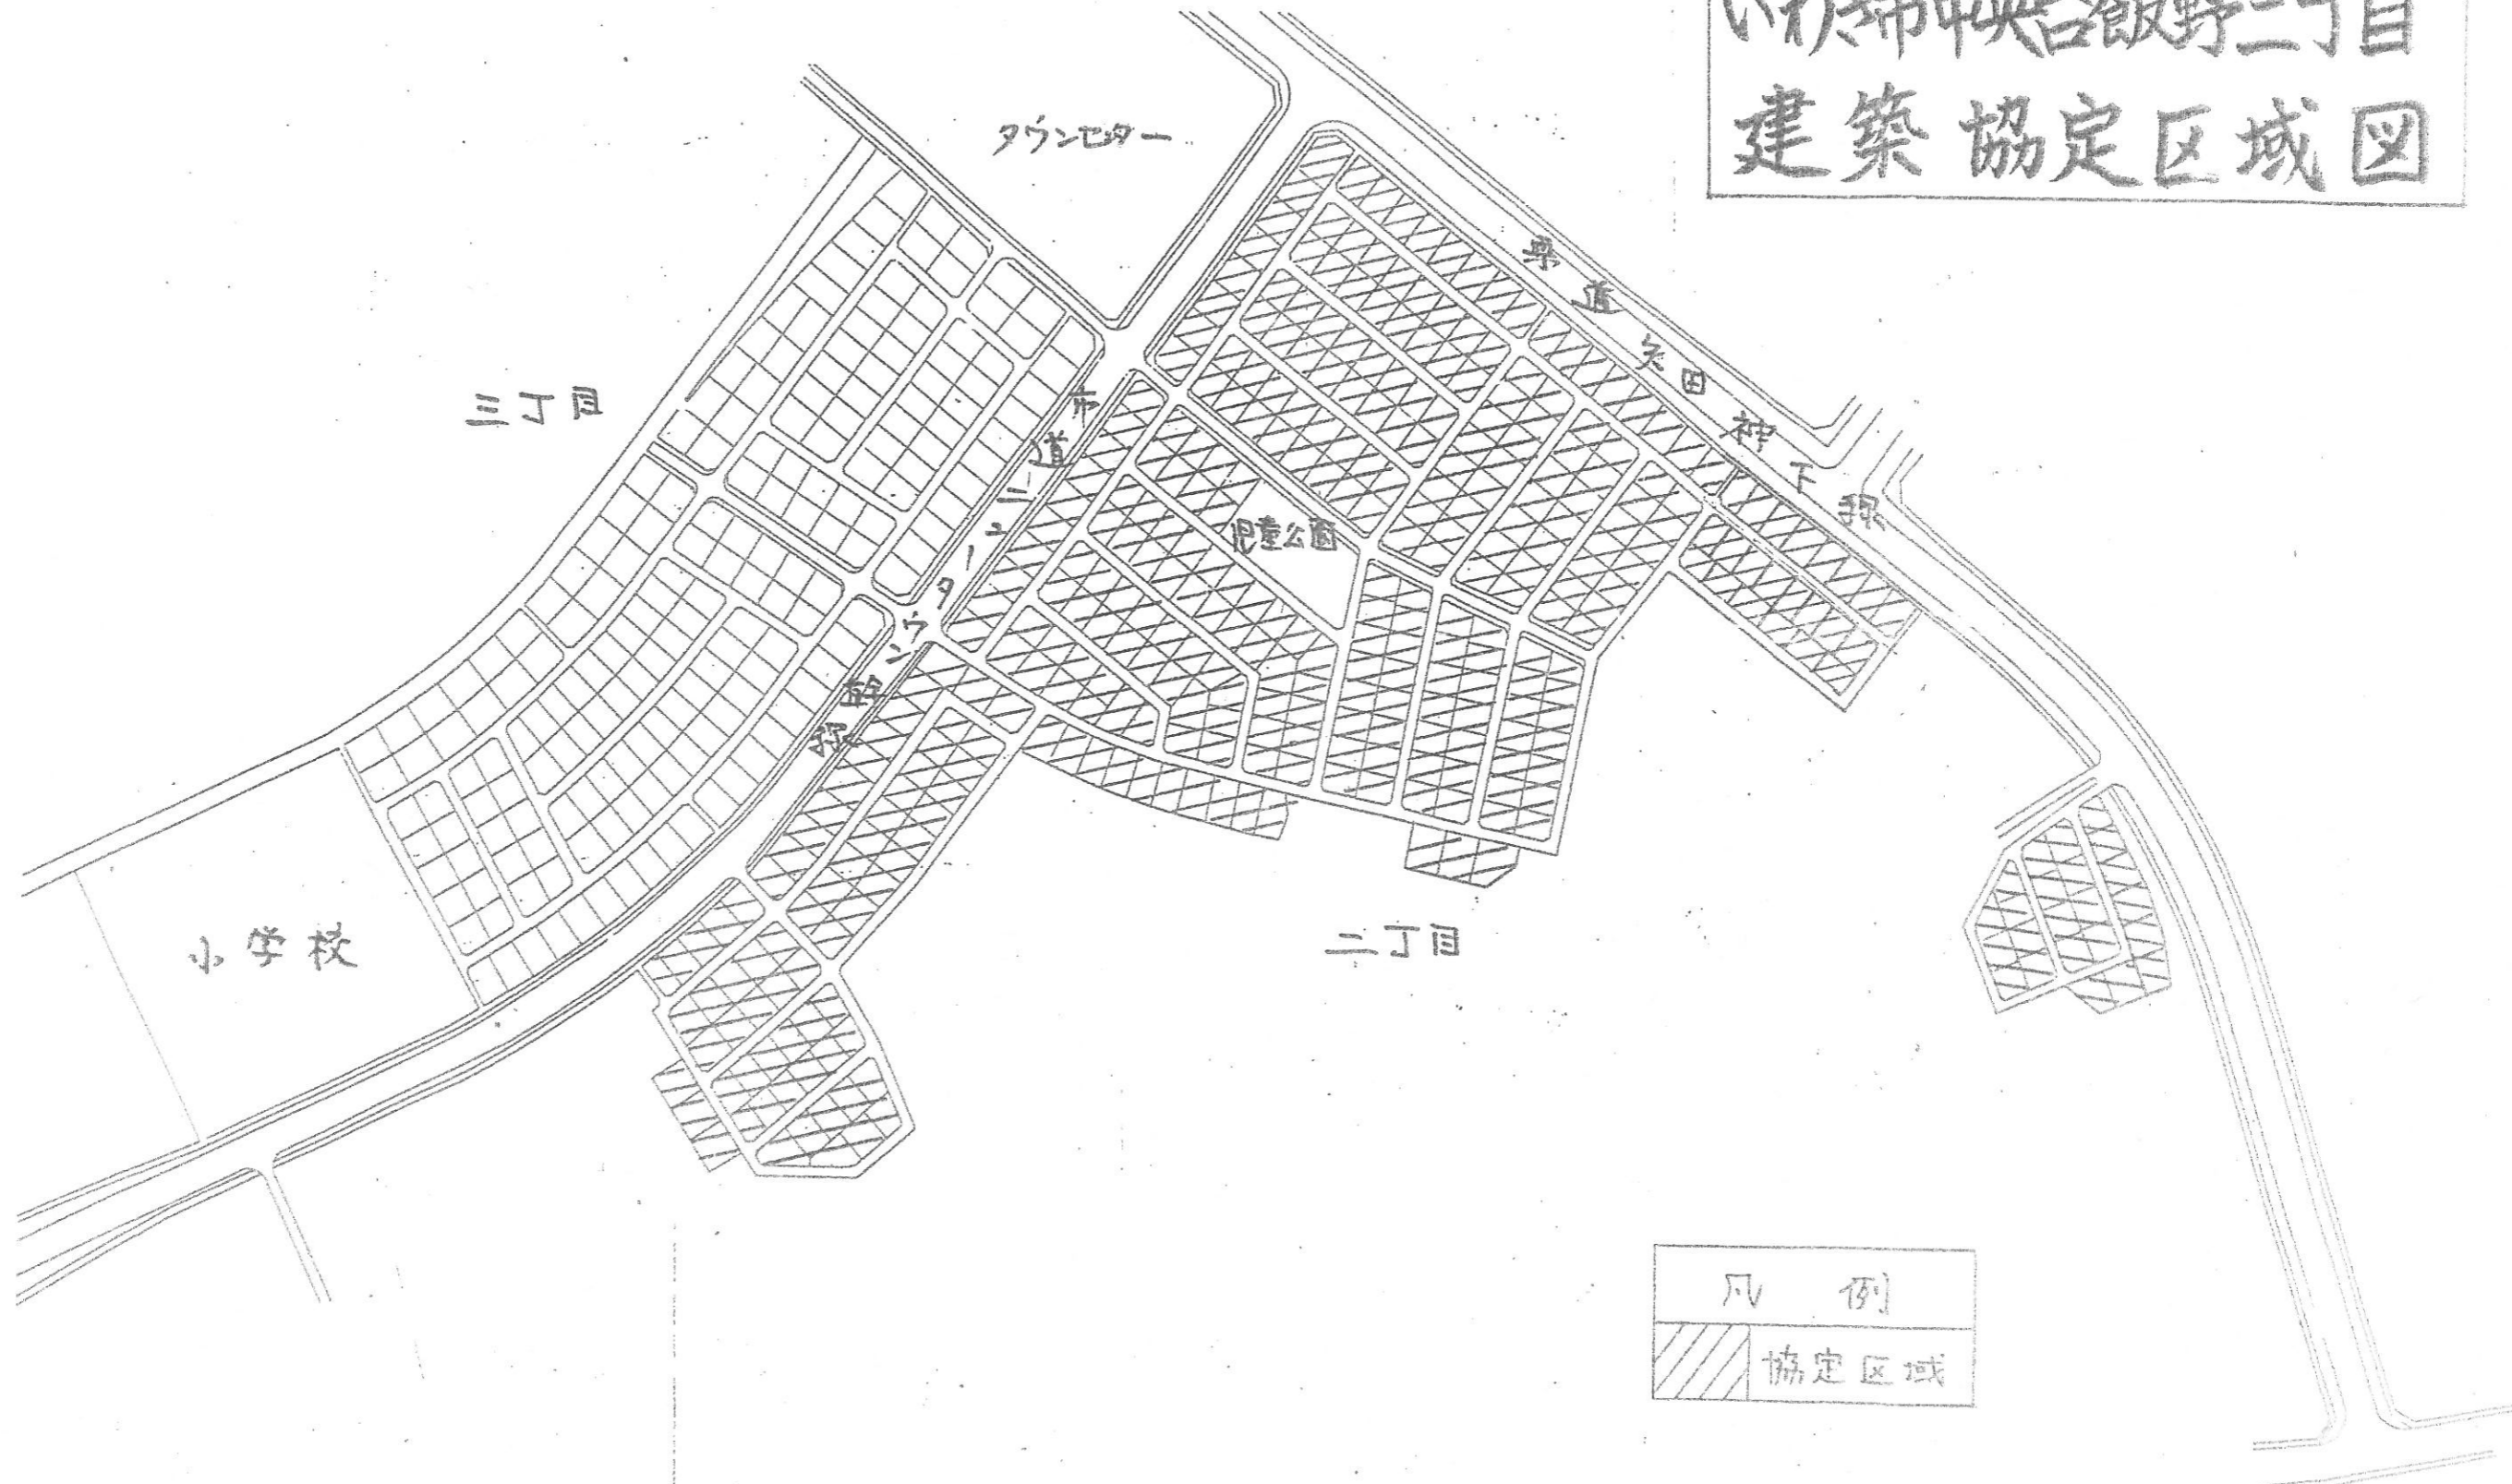 いわき市中央台飯野二丁目
建築協定区域図
タウンセンター
県道矢田神下線
三丁目
市道ニュータウン幹線
児童公園
小学校
二丁目
凡例
協定区域